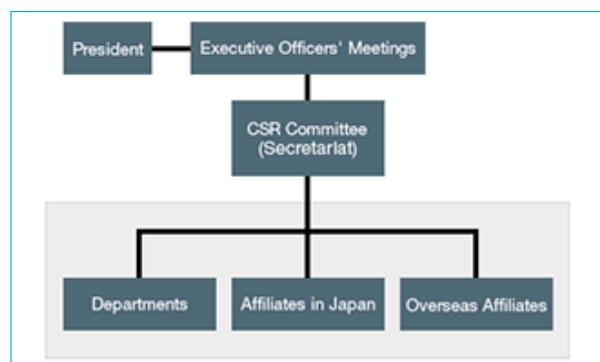 President
Executive Officers' Meetings
CSR Committee
(Secretariat)
Departments
Affiliates in Japan
Overseas Affiliates